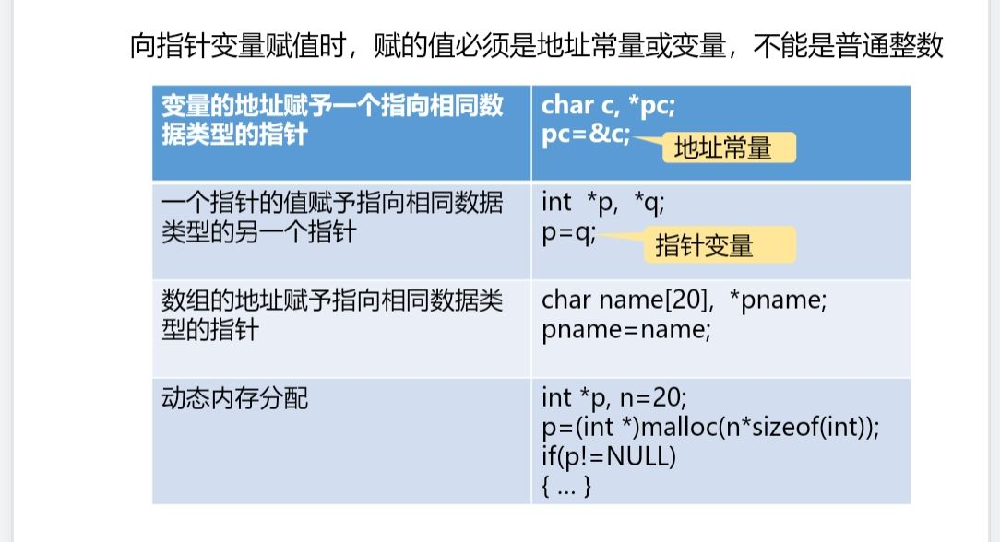 向指针变量赋值时，赋的值必须是地址常量或变量，不能是普通整数
变量的地址赋予一个指向相同数
据类型的指针
char c, *pc;
pc=&c;
地址常量
一个指针的值赋予指向相同数据
类型的另一个指针
int  *p,  *q;
p=q;
指针变量
数组的地址赋予指向相同数据类
型的指针
char name[20],  *pname;
pname=name;
动态内存分配
int *p, n=20;
p=(int *)malloc(n*sizeof(int));
if(p!=NULL)
{ ... }